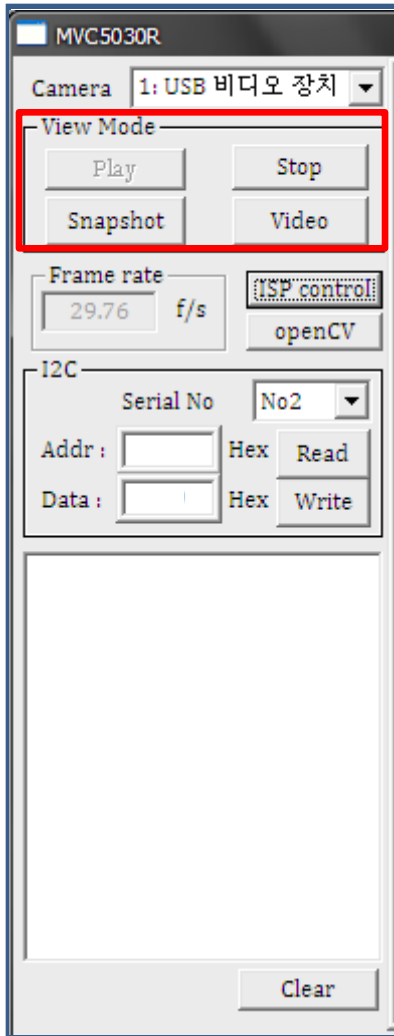 MVC5030R
Camera 1: USB 비디오 장치
View Mode
Play Stop
Snapshot Video
Frame rate
29.76 f/s
ISP control
openCV
I2C
Serial No No2
Addr : Hex Read
Data : Hex Write
Clear